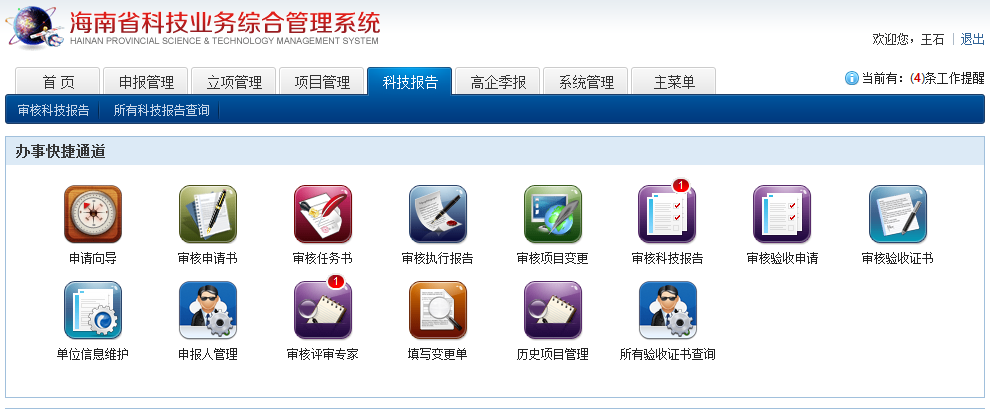 海南省科技业务综合管理系统
HAINAN PROVINCIAL SCIENCE & TECHNOLOGY MANAGEMENT SYSTEM
欢迎您，王石 | 退出
首 页 申报管理 立项管理 项目管理 科技报告 高企季报 系统管理 主菜单
当前有：(4)条工作提醒
审核科技报告 所有科技报告查询
办事快捷通道
1
申请向导 审核申请书 审核任务书 审核执行报告 审核项目变更 审核科技报告 审核验收申请 审核验收证书
1
单位信息维护 申报人管理 审核评审专家 填写变更单 历史项目管理 所有验收证书查询